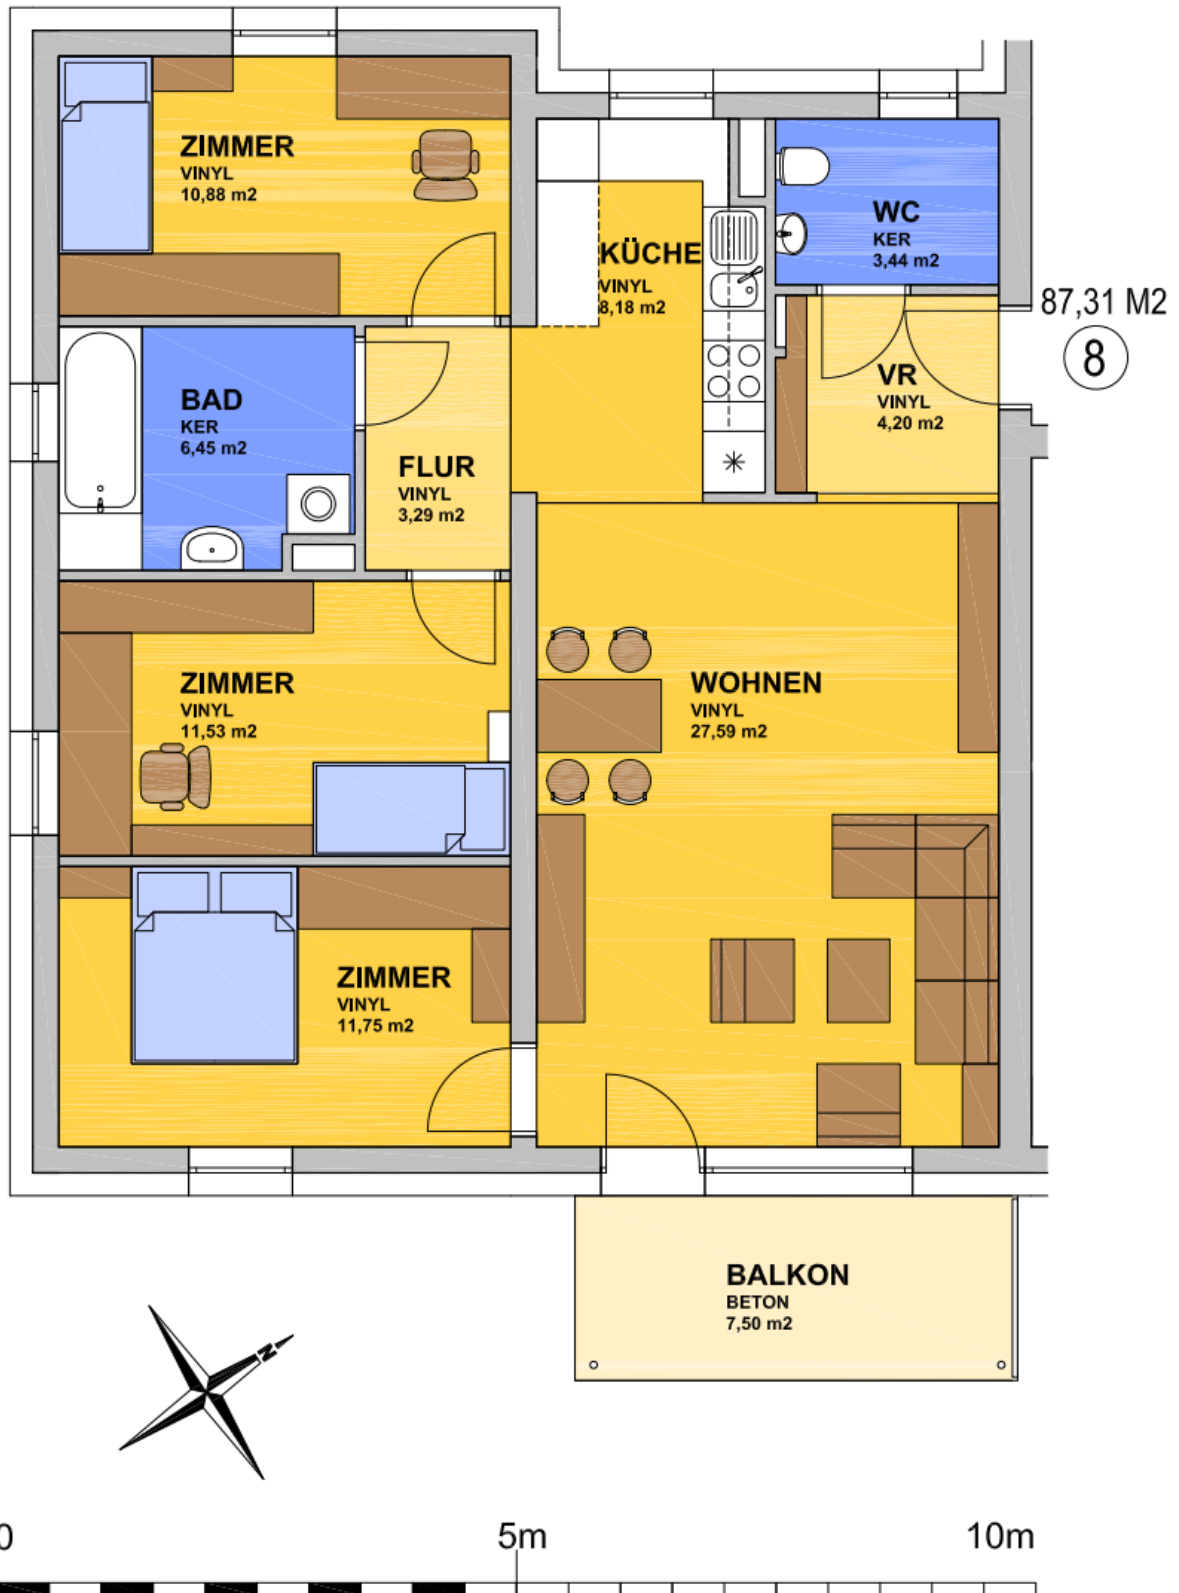 ZIMMER
VINYL
10,88 m2
KÜCHE
VINYL
8,18 m2
WC
KER
3,44 m2
87,31 M2
8
VR
VINYL
4,20 m2
BAD
KER
6,45 m2
FLUR
VINYL
3,29 m2
ZIMMER
VINYL
11,53 m2
WOHNEN
VINYL
27,59 m2
ZIMMER
VINYL
11,75 m2
BALKON
BETON
7,50 m2
N
0 5m 10m